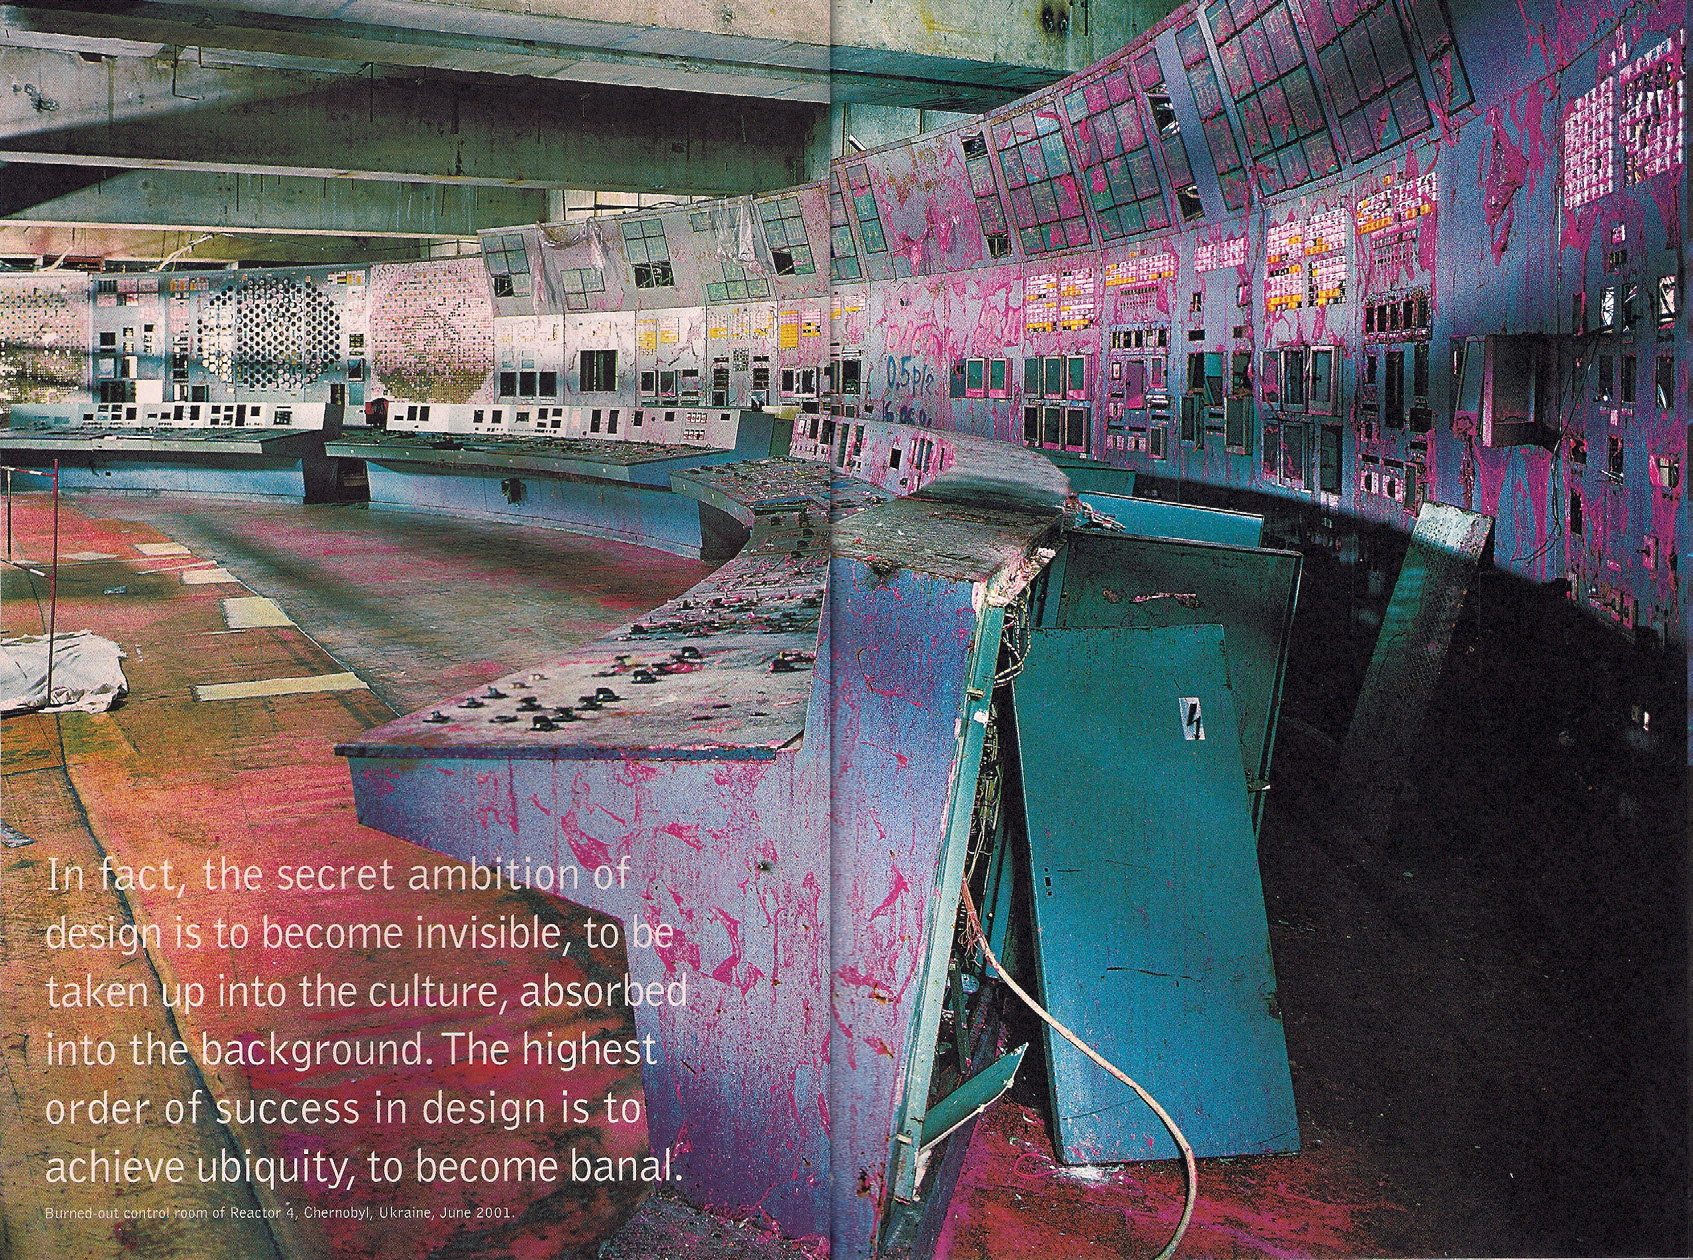 0,5 р/ч
In fact, the secret ambition of
design is to become invisible, to be
taken up into the culture, absorbed
into the background. The highest
order of success in design is to
achieve ubiquity, to become banal.
Burned-out control room of Reactor 4, Chernobyl, Ukraine, June 2001.